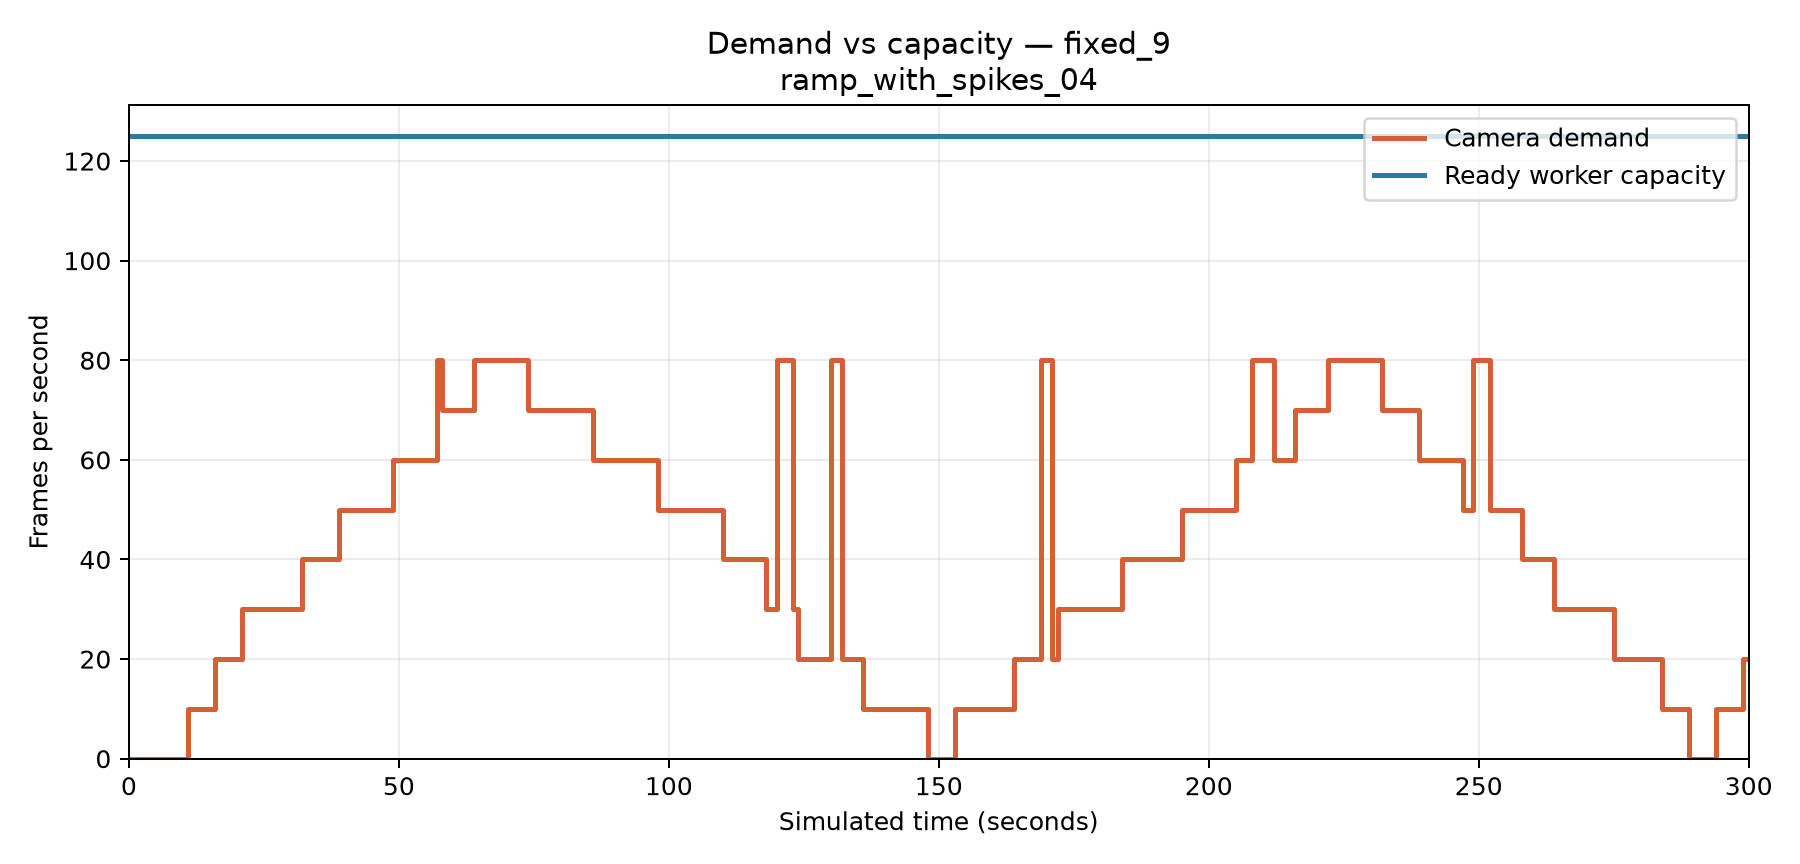 Demand vs capacity — fixed_9
ramp_with_spikes_04
Camera demand
Ready worker capacity
Frames per second
120
100
80
60
40
20
0
0 50 100 150 200 250 300
Simulated time (seconds)